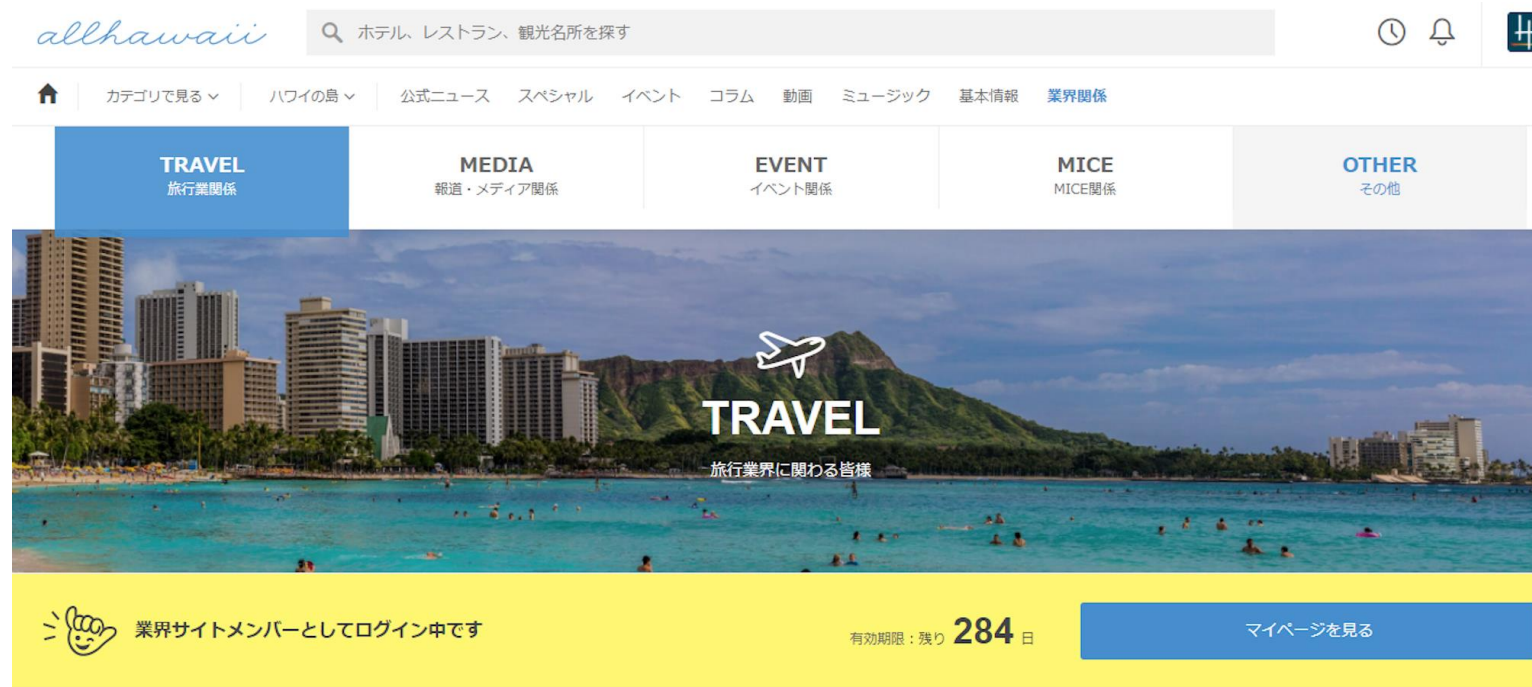 allhawaii
ホテル、レストラン、観光名所を探す
カテゴリで見る ハワイの島 公式ニュース スペシャル イベント コラム 動画 ミュージック 基本情報 業界関係
TRAVEL
旅行業関係
MEDIA
報道・メディア関係
EVENT
イベント関係
MICE
MICE関係
OTHER
その他
TRAVEL
旅行業界に関わる皆様
業界サイトメンバーとしてログイン中です
有効期限：残り 284 日
マイページを見る